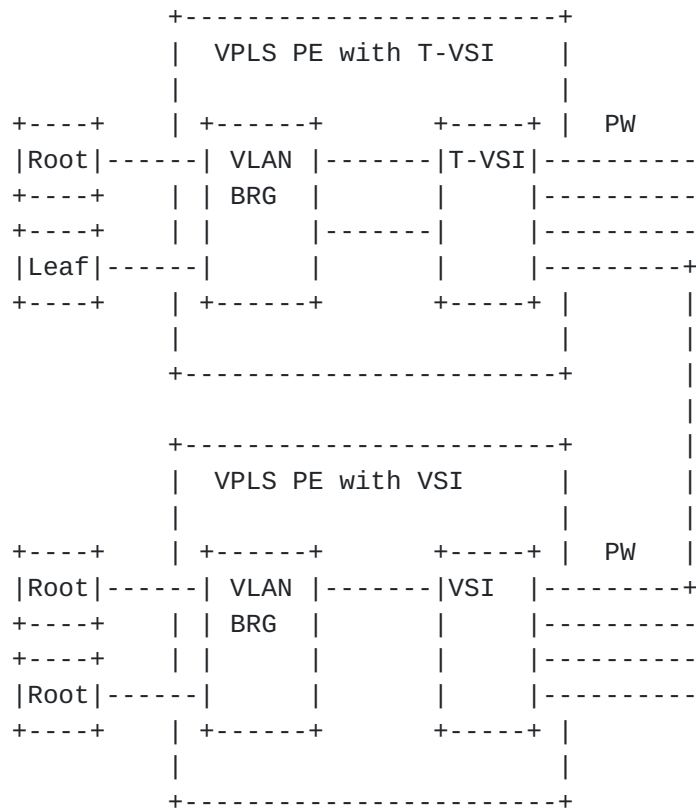 VPLS PE with T-VSI
PW
Root VLAN T-VSI
BRG
Leaf
VPLS PE with VSI
PW
Root VLAN VSI
BRG
Root